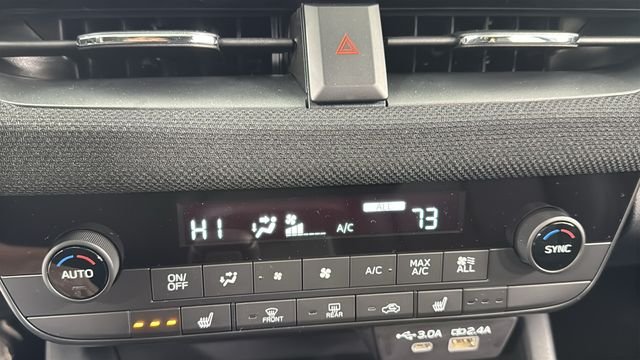 ALL
HI A/C 73
AUTO SYNC
ON/OFF A/C MAX A/C ALL
FRONT REAR
3.0A 2.4A